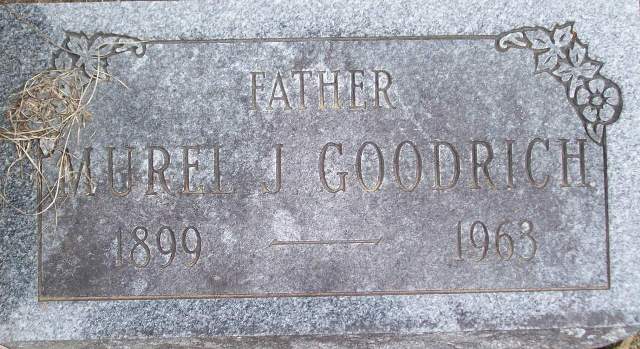 FATHER
MUREL J. GOODRICH
1899 — 1963